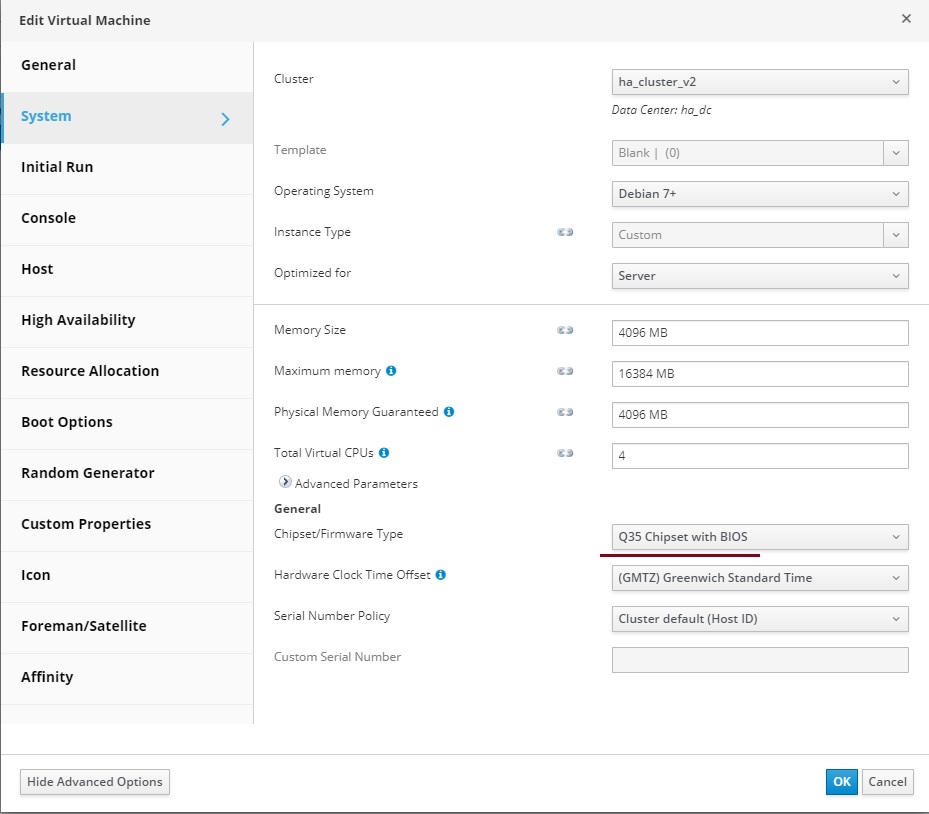 Edit Virtual Machine
General
System
Initial Run
Console
Host
High Availability
Resource Allocation
Boot Options
Random Generator
Custom Properties
Icon
Foreman/Satellite
Affinity
Cluster ha_cluster_v2
Data Center: ha_dc
Template Blank | (0)
Operating System Debian 7+
Instance Type Custom
Optimized for Server
Memory Size 4096 MB
Maximum memory 16384 MB
Physical Memory Guaranteed 4096 MB
Total Virtual CPUs 4
Advanced Parameters
General
Chipset/Firmware Type Q35 Chipset with BIOS
Hardware Clock Time Offset (GMTZ) Greenwich Standard Time
Serial Number Policy Cluster default (Host ID)
Custom Serial Number
Hide Advanced Options OK Cancel